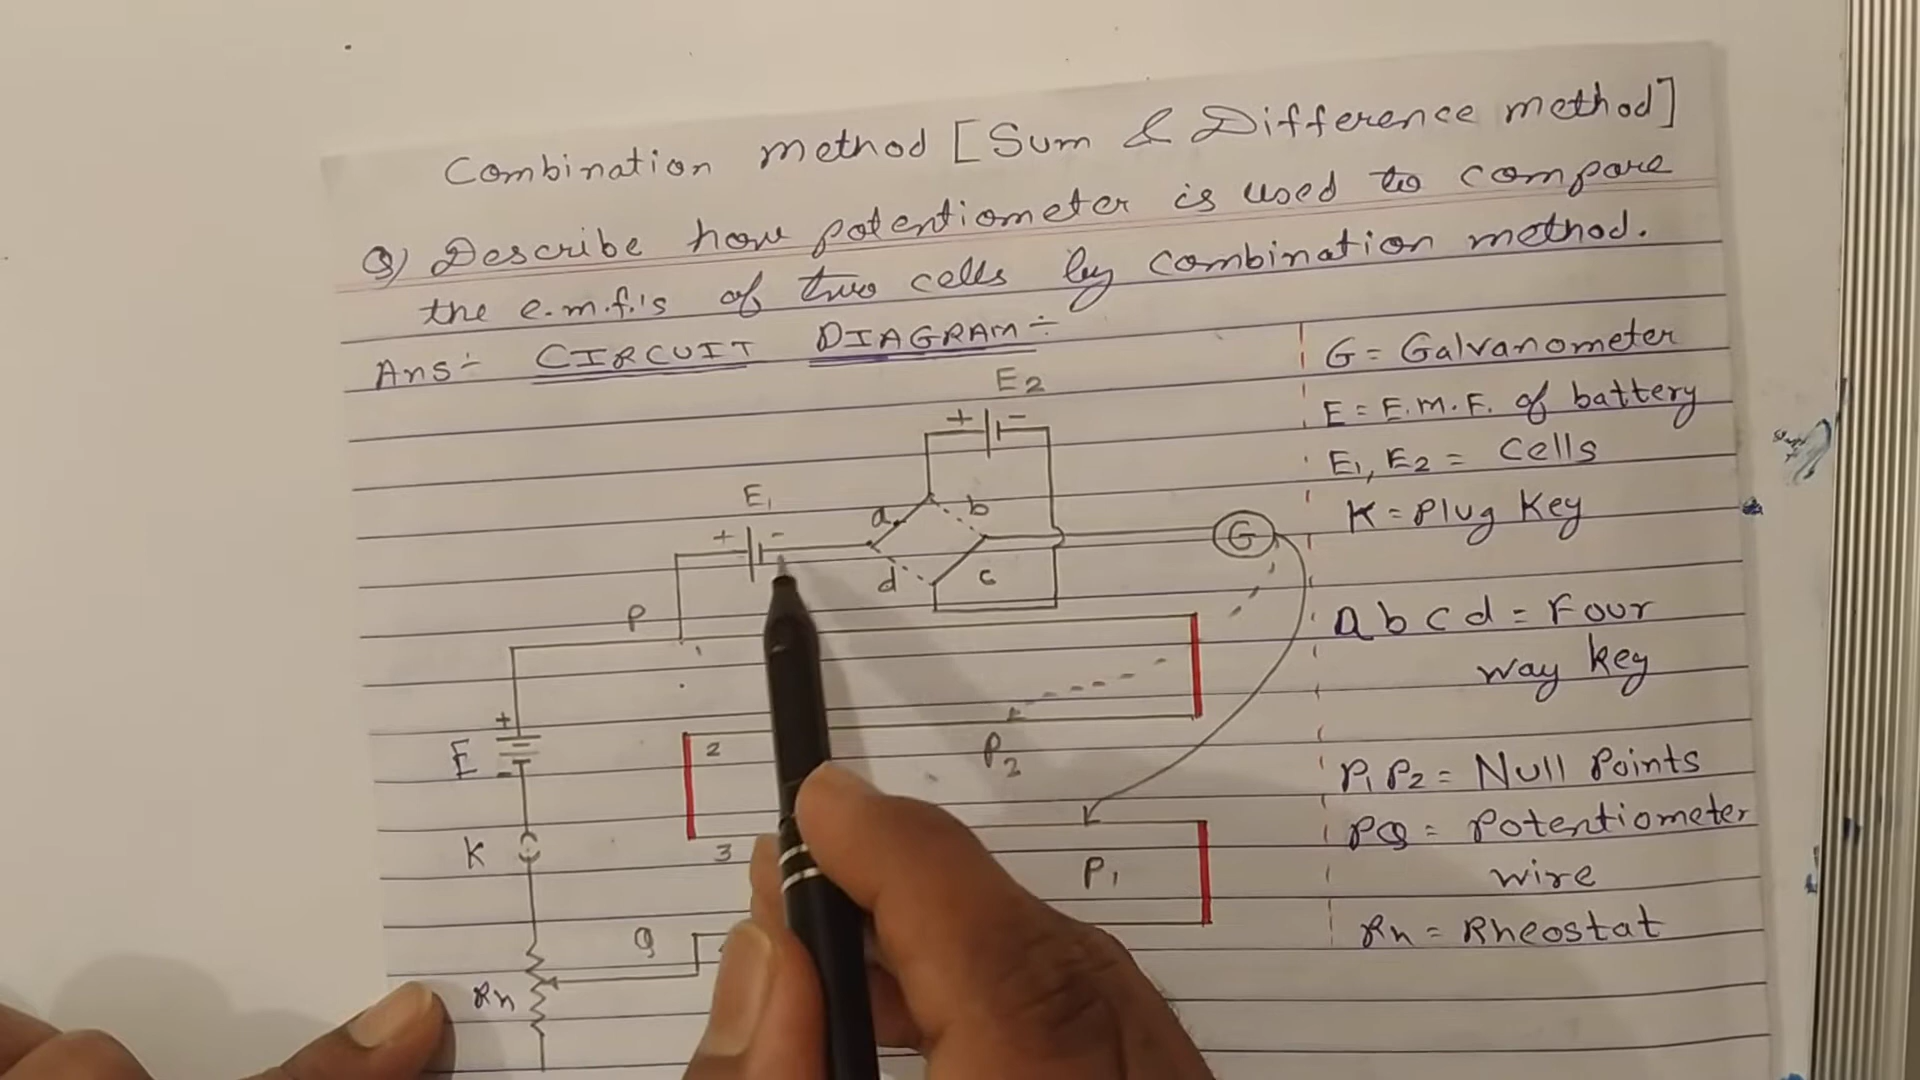 Combination method [Sum & Difference method]
Q) Describe how potentiometer is used to compare
the e.m.f.'s of two cells by combination method.
Ans:- CIRCUIT DIAGRAM:-
G = Galvanometer
E = E.M.F. of battery
E1, E2 = Cells
K = Plug Key
a b c d = Four
way key
P1 P2 = Null Points
PQ = Potentiometer
wire
Rh = Rheostat
E2
+ -
E1
+ -
a b
d c
G
P
1
+
E
-
2
P2
K
3
P1
Q
Rh